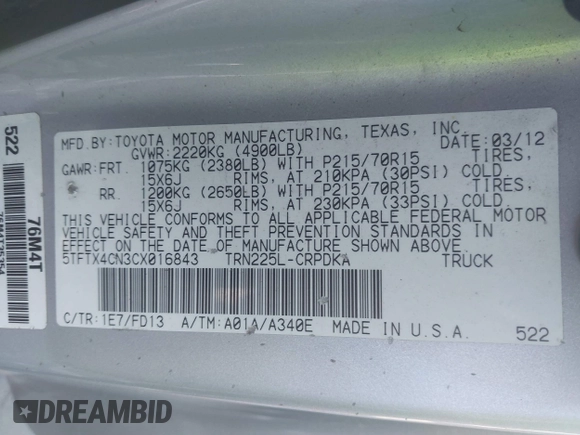 MFD.BY:TOYOTA MOTOR MANUFACTURING, TEXAS, INC.
GVWR:2220KG (4900LB) DATE: 03/12
GAWR:FRT. 1075KG (2380LB) WITH P215/70R15 TIRES,
15X6J RIMS, AT 210KPA (30PSI) COLD.
RR. 1200KG (2650LB) WITH P215/70R15 TIRES,
15X6J RIMS, AT 230KPA (33PSI) COLD.
THIS VEHICLE CONFORMS TO ALL APPLICABLE FEDERAL MOTOR
VEHICLE SAFETY AND THEFT PREVENTION STANDARDS IN
EFFECT ON THE DATE OF MANUFACTURE SHOWN ABOVE.
5TFTX4CN3CX016843 TRN225L-CRPDKA TRUCK
C/TR:1E7/FD13 A/TM:A01A/A340E MADE IN U.S.A. 522
522
76M4T
DREAMBID